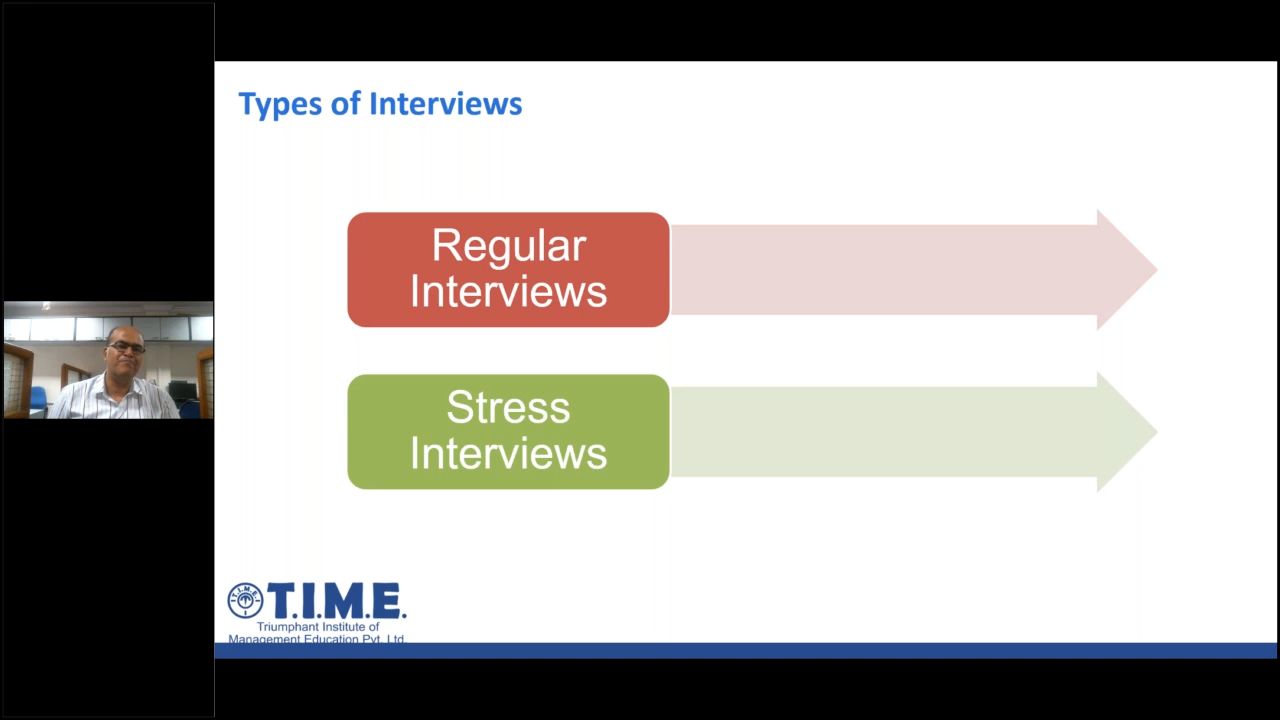 Types of Interviews
Regular
Interviews
Stress
Interviews
T.I.M.E.
T.I.M.E.
Triumphant Institute of
Management Education Pvt. Ltd.